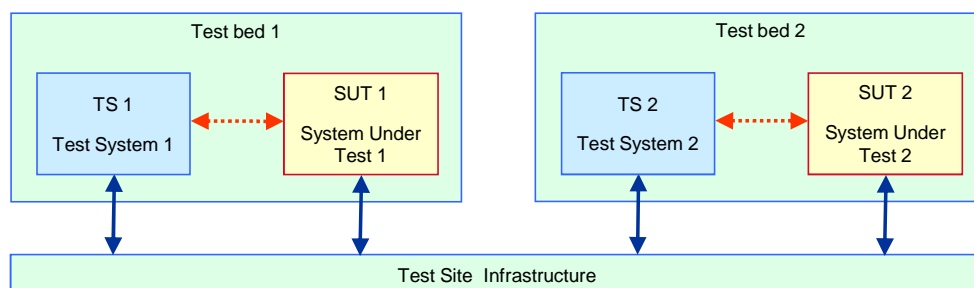 Test bed 1
TS 1
Test System 1
SUT 1
System Under
Test 1
Test bed 2
TS 2
Test System 2
SUT 2
System Under
Test 2
Test Site Infrastructure